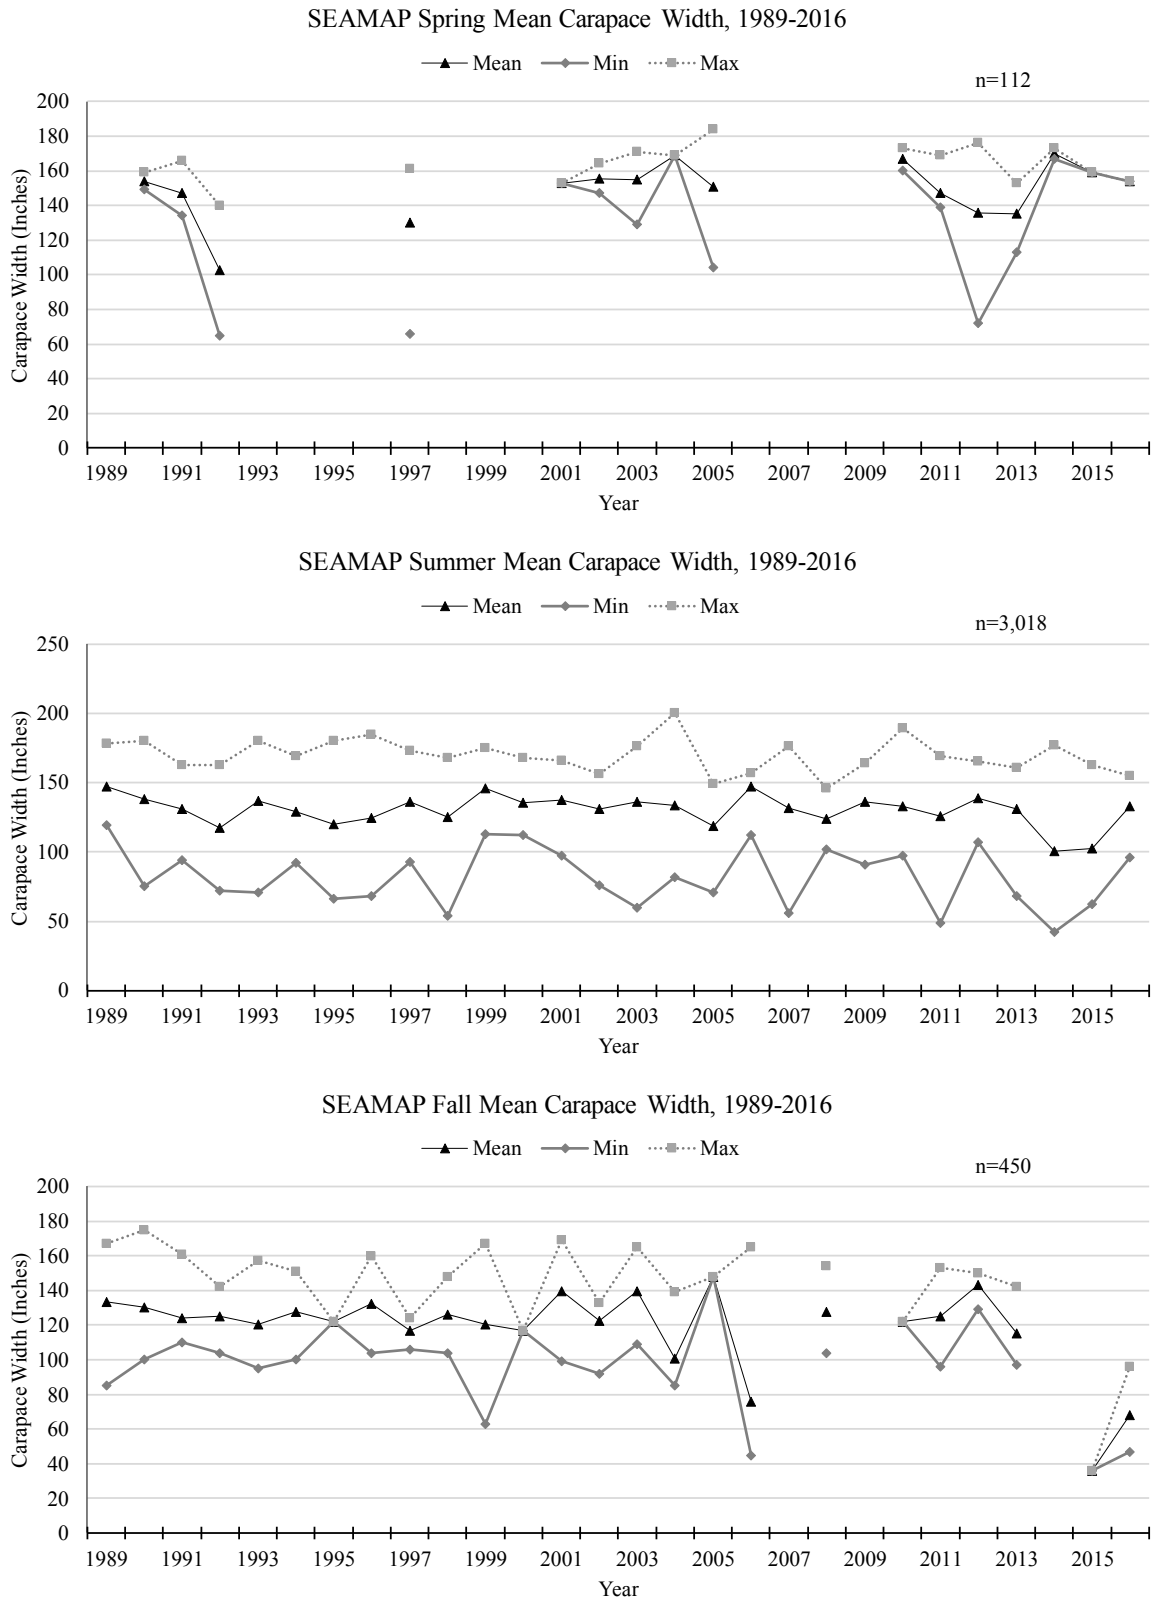 SEAMAP Spring Mean Carapace Width, 1989-2016
Mean Min Max
n=112
200
180
160
140
120
100
80
60
40
20
0
Carapace Width (Inches)
1989 1991 1993 1995 1997 1999 2001 2003 2005 2007 2009 2011 2013 2015
Year
SEAMAP Summer Mean Carapace Width, 1989-2016
Mean Min Max
n=3,018
250
200
150
100
50
0
Carapace Width (Inches)
1989 1991 1993 1995 1997 1999 2001 2003 2005 2007 2009 2011 2013 2015
Year
SEAMAP Fall Mean Carapace Width, 1989-2016
Mean Min Max
n=450
200
180
160
140
120
100
80
60
40
20
0
Carapace Width (Inches)
1989 1991 1993 1995 1997 1999 2001 2003 2005 2007 2009 2011 2013 2015
Year